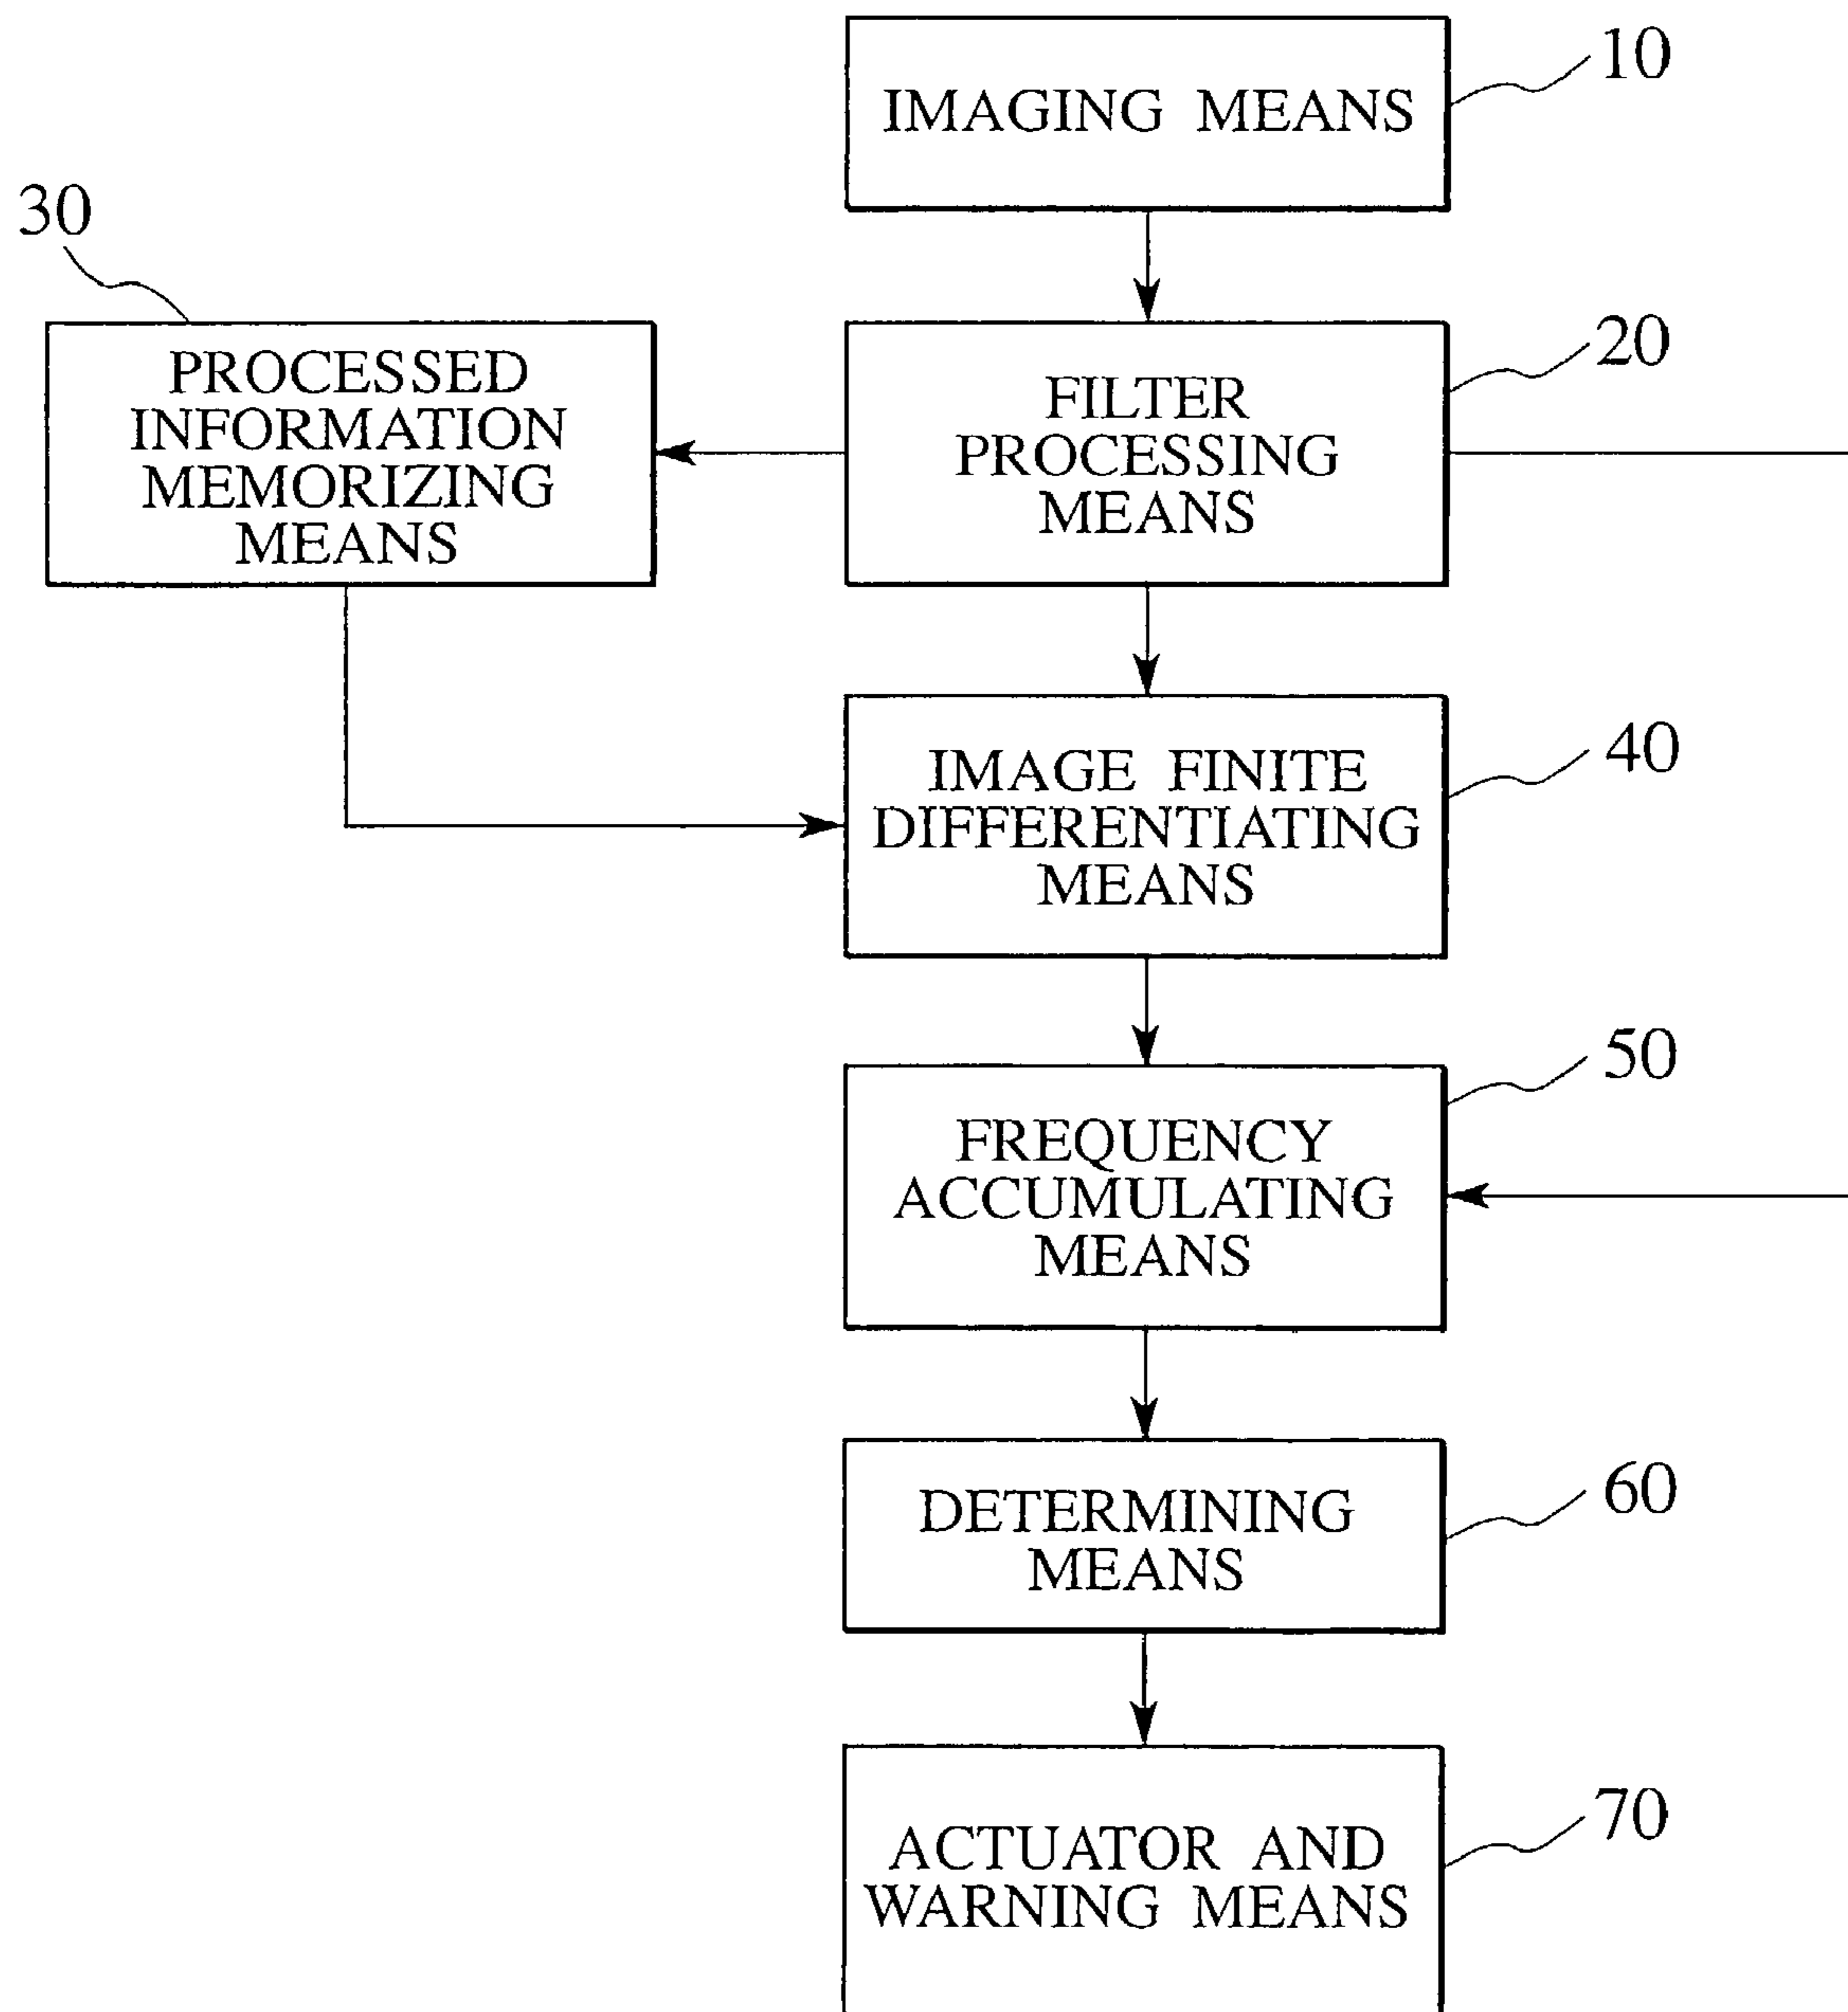 10
IMAGING MEANS
30
20
PROCESSED
INFORMATION
MEMORIZING
MEANS
FILTER
PROCESSING
MEANS
40
IMAGE FINITE
DIFFERENTIATING
MEANS
50
FREQUENCY
ACCUMULATING
MEANS
60
DETERMINING
MEANS
70
ACTUATOR AND
WARNING MEANS